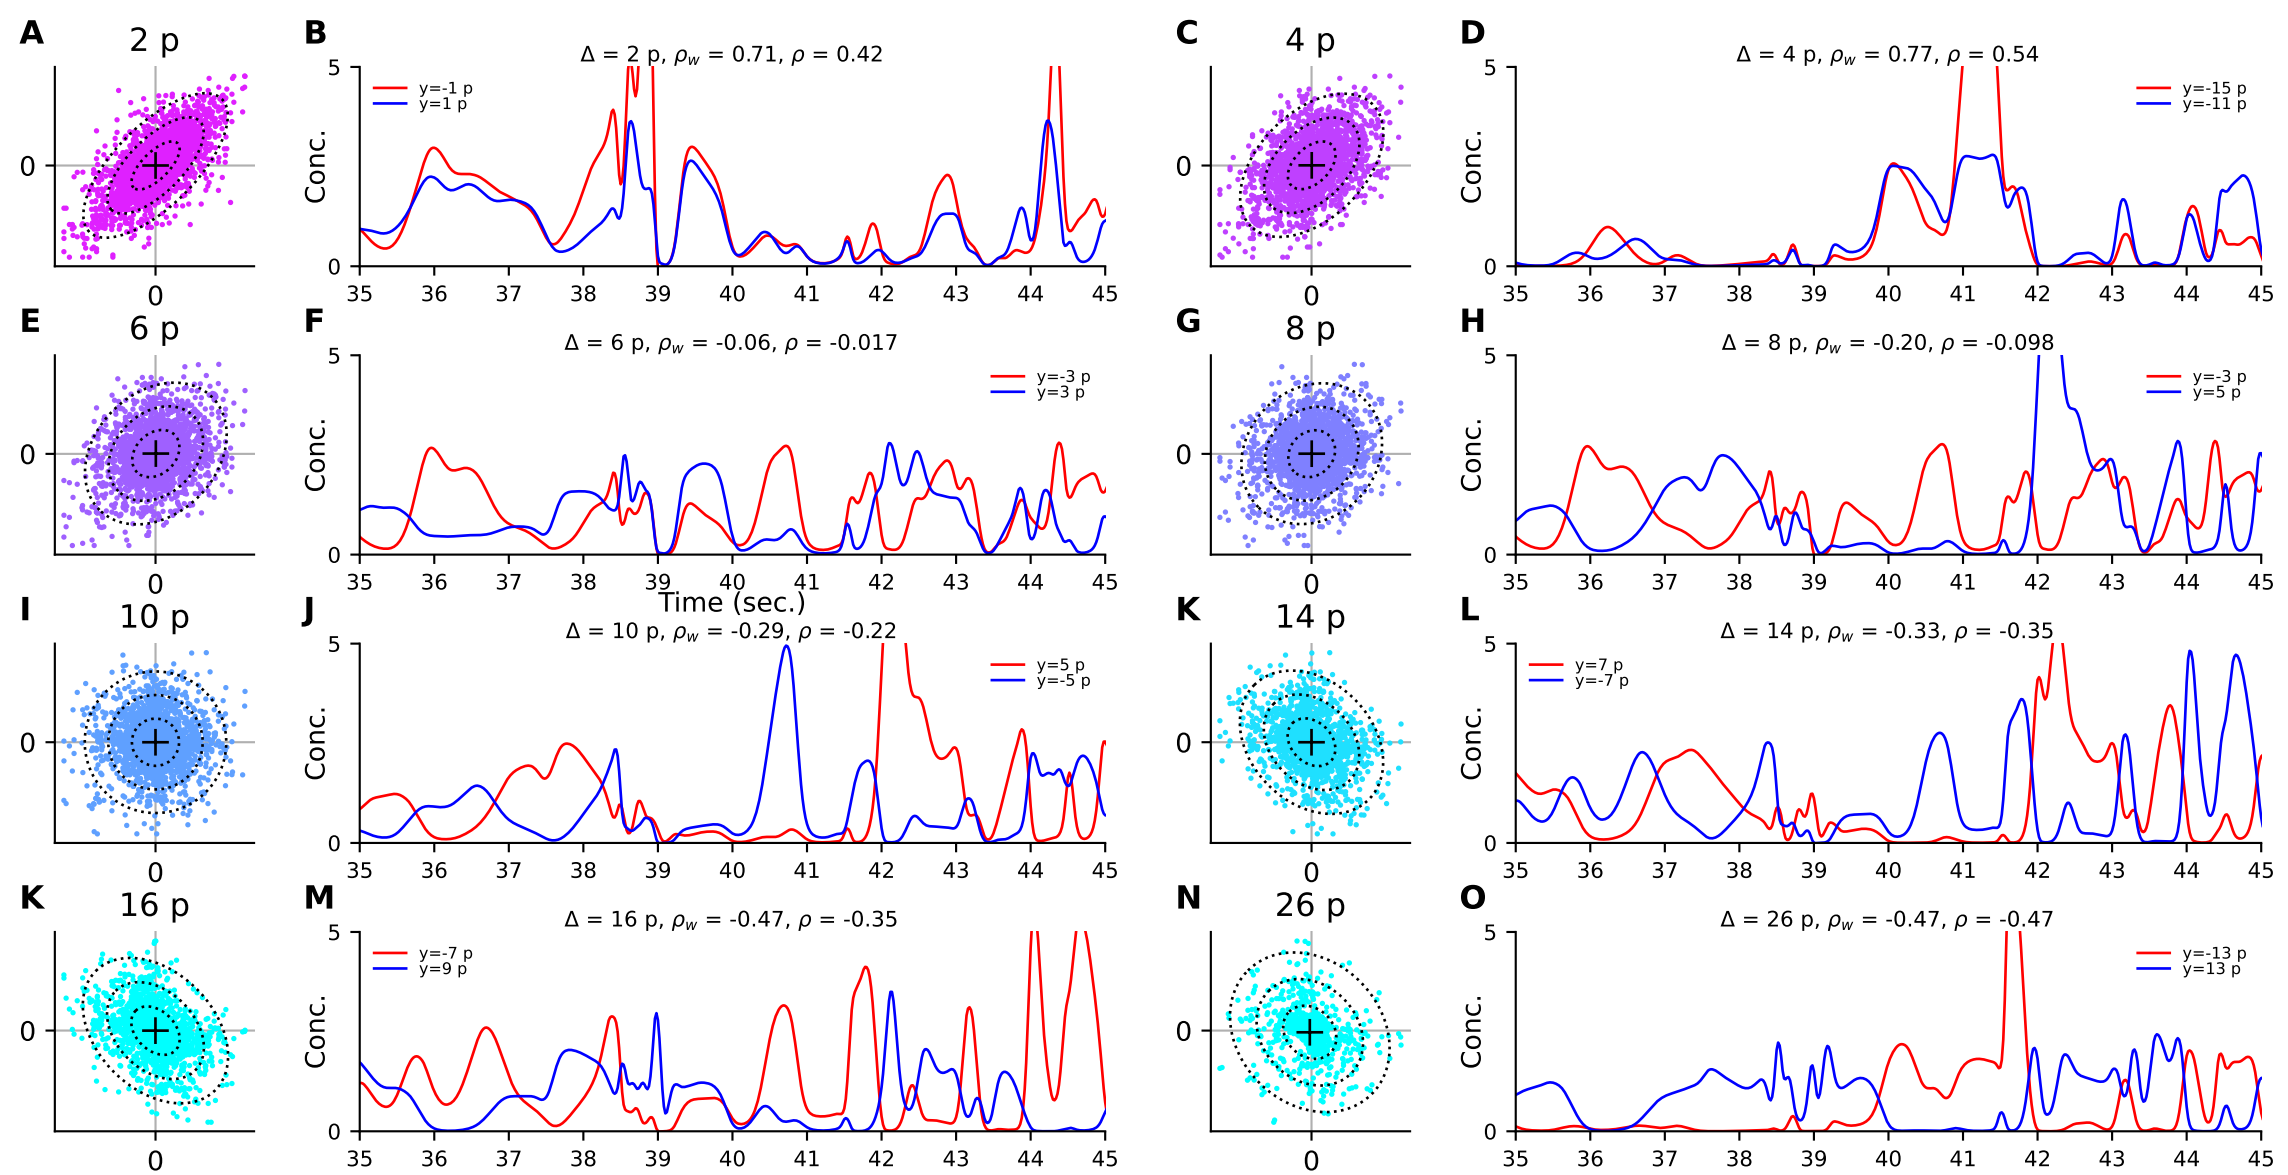 A
2 p
0
0
B
Δ = 2 p, ρw = 0.71, ρ = 0.42
y=-1 p
y=1 p
Conc.
5
0
35 36 37 38 39 40 41 42 43 44 45
C
4 p
0
0
D
Δ = 4 p, ρw = 0.77, ρ = 0.54
y=-15 p
y=-11 p
Conc.
5
0
35 36 37 38 39 40 41 42 43 44 45
E
6 p
0
0
F
Δ = 6 p, ρw = -0.06, ρ = -0.017
y=-3 p
y=3 p
Conc.
5
0
35 36 37 38 39 40 41 42 43 44 45
Time (sec.)
G
8 p
0
0
H
Δ = 8 p, ρw = -0.20, ρ = -0.098
y=-3 p
y=5 p
Conc.
5
0
35 36 37 38 39 40 41 42 43 44 45
I
10 p
0
0
J
Δ = 10 p, ρw = -0.29, ρ = -0.22
y=5 p
y=-5 p
Conc.
5
0
35 36 37 38 39 40 41 42 43 44 45
K
14 p
0
0
L
Δ = 14 p, ρw = -0.33, ρ = -0.35
y=7 p
y=-7 p
Conc.
5
0
35 36 37 38 39 40 41 42 43 44 45
K
16 p
0
0
M
Δ = 16 p, ρw = -0.47, ρ = -0.35
y=-7 p
y=9 p
Conc.
5
0
35 36 37 38 39 40 41 42 43 44 45
N
26 p
0
0
O
Δ = 26 p, ρw = -0.47, ρ = -0.47
y=-13 p
y=13 p
Conc.
5
0
35 36 37 38 39 40 41 42 43 44 45